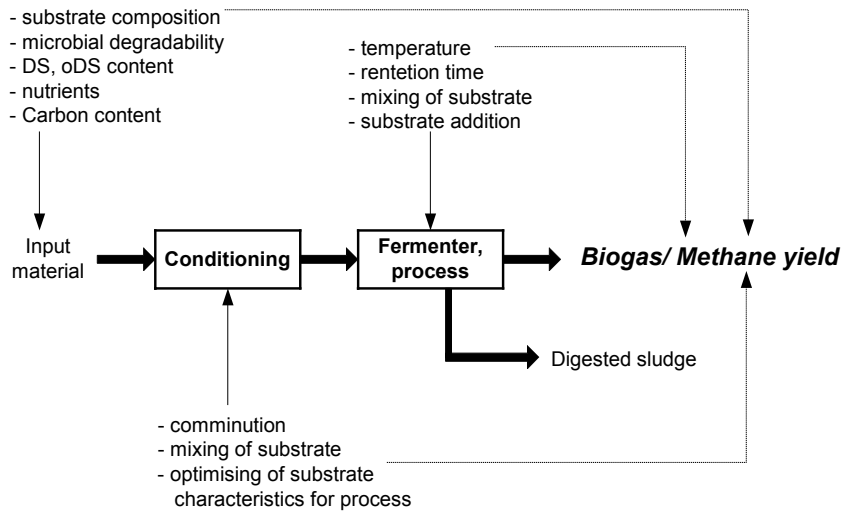 - substrate composition
- microbial degradability
- DS, oDS content
- nutrients
- Carbon content
- temperature
- rentetion time
- mixing of substrate
- substrate addition
Input
material
Conditioning
Fermenter,
process
Biogas/ Methane yield
Digested sludge
- comminution
- mixing of substrate
- optimising of substrate
characteristics for process